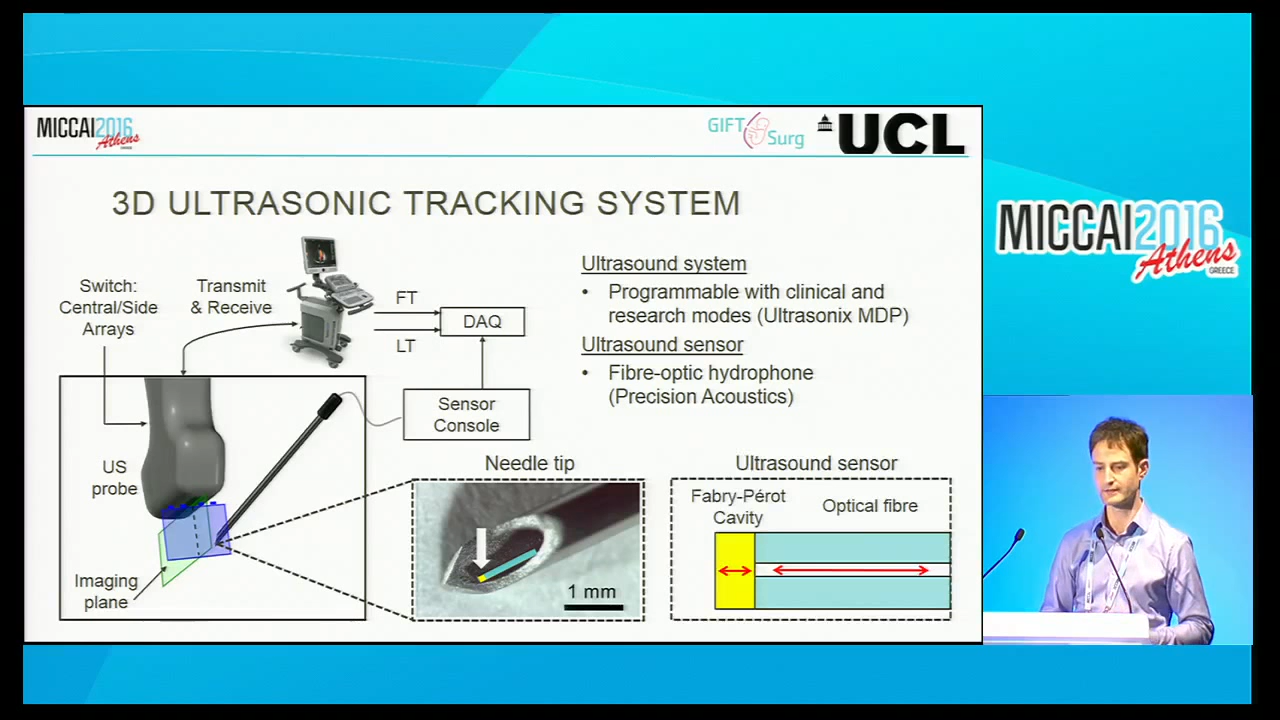 MICCAI2016
Athens
GREECE
GIFT
Surg
UCL
3D ULTRASONIC TRACKING SYSTEM
Switch:
Central/Side
Arrays
Transmit
& Receive
FT
LT
DAQ
Sensor
Console
US
probe
Imaging
plane
Ultrasound system
• Programmable with clinical and
research modes (Ultrasonix MDP)
Ultrasound sensor
• Fibre-optic hydrophone
(Precision Acoustics)
Needle tip
1 mm
Ultrasound sensor
Fabry-Pérot
Cavity
Optical fibre
MICCAI2016
Athens
GREECE